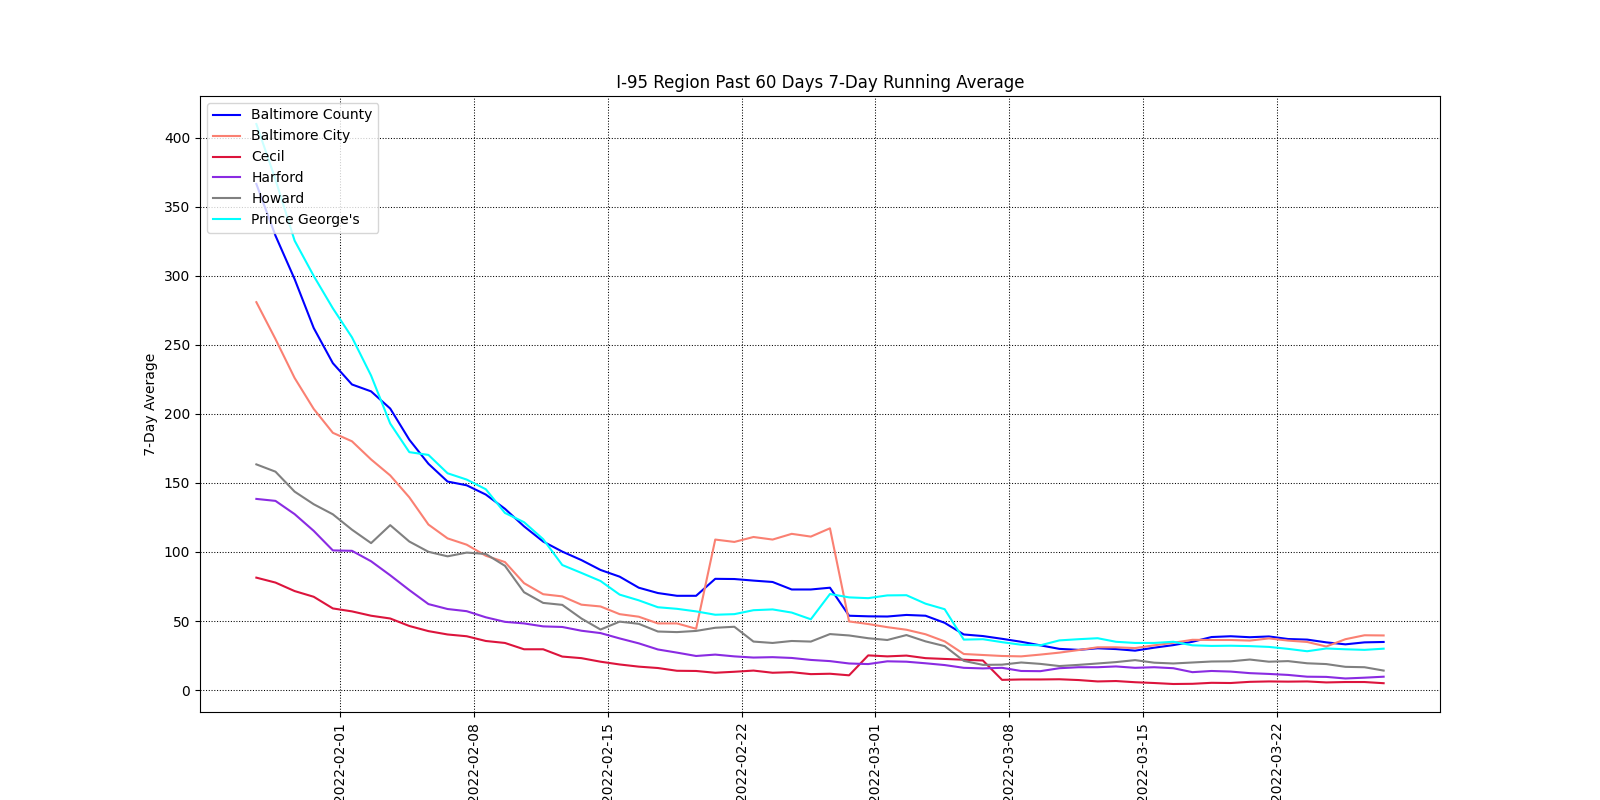 I-95 Region Past 60 Days 7-Day Running Average
Baltimore County
Baltimore City
Cecil
Harford
Howard
Prince George's
7-Day Average
400
350
300
250
200
150
100
50
0
2022-02-01
2022-02-08
2022-02-15
2022-02-22
2022-03-01
2022-03-08
2022-03-15
2022-03-22